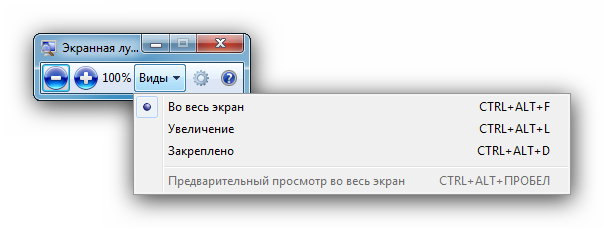 Экранная лу...
100% Виды
Во весь экран CTRL+ALT+F
Увеличение CTRL+ALT+L
Закреплено CTRL+ALT+D
Предварительный просмотр во весь экран CTRL+ALT+ПРОБЕЛ